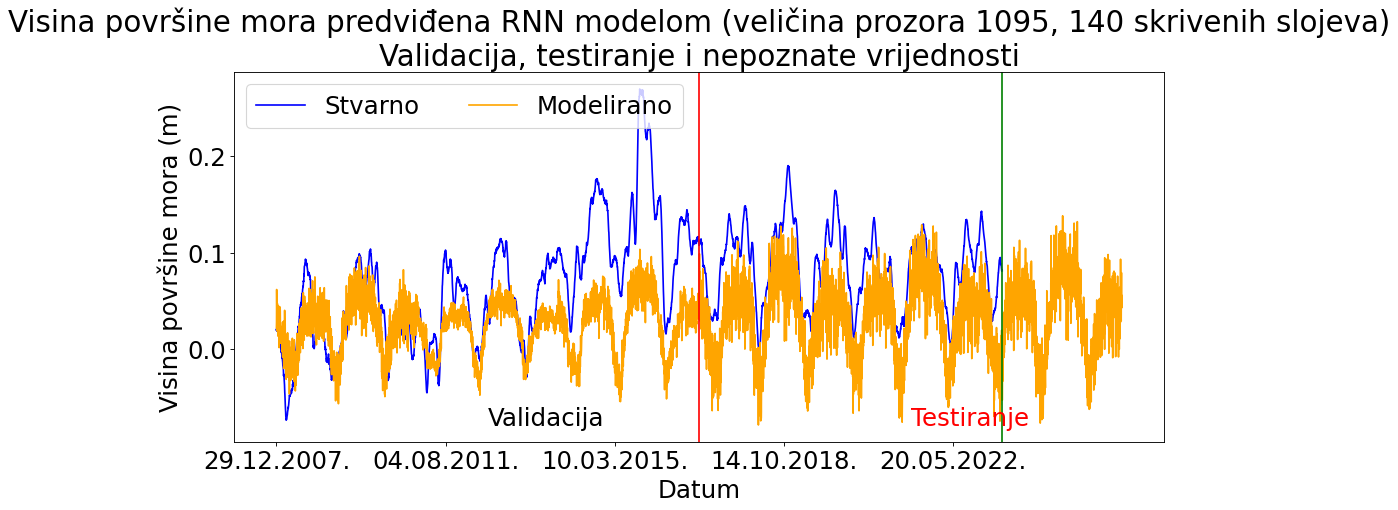 Visina površine mora predviđena RNN modelom (veličina prozora 1095, 140 skrivenih slojeva)
Validacija, testiranje i nepoznate vrijednosti
Stvarno
Modelirano
Visina površine mora (m)
0.2
0.1
0.0
Validacija
Testiranje
29.12.2007.
04.08.2011.
10.03.2015.
14.10.2018.
20.05.2022.
Datum